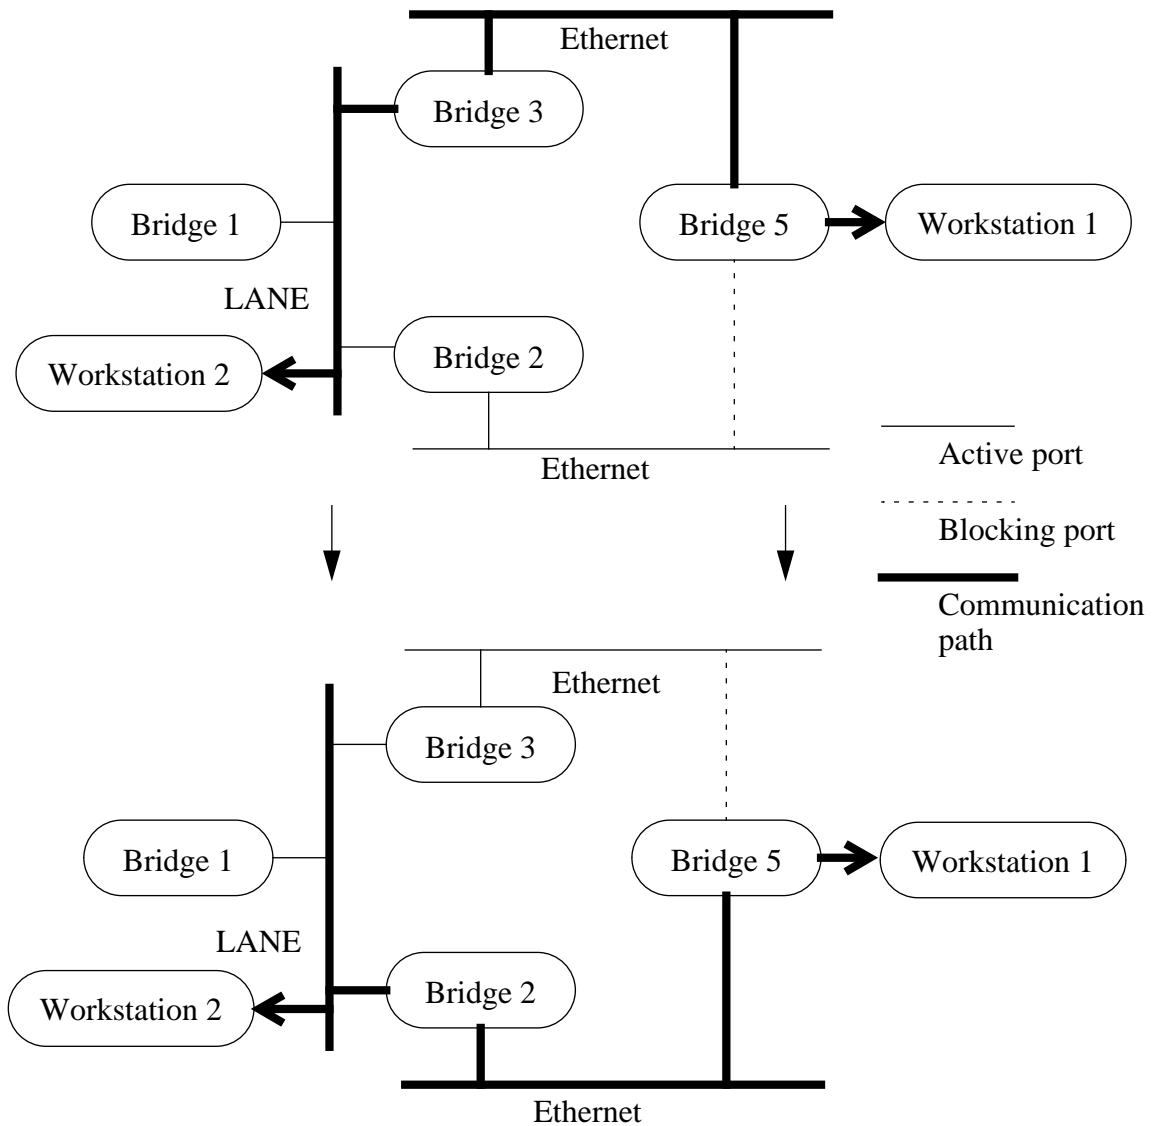 Ethernet
Bridge 3
Bridge 1
Bridge 5
Workstation 1
LANE
Workstation 2
Bridge 2
Ethernet
Active port
Blocking port
Communication
path
Ethernet
Bridge 3
Bridge 1
Bridge 5
Workstation 1
LANE
Workstation 2
Bridge 2
Ethernet